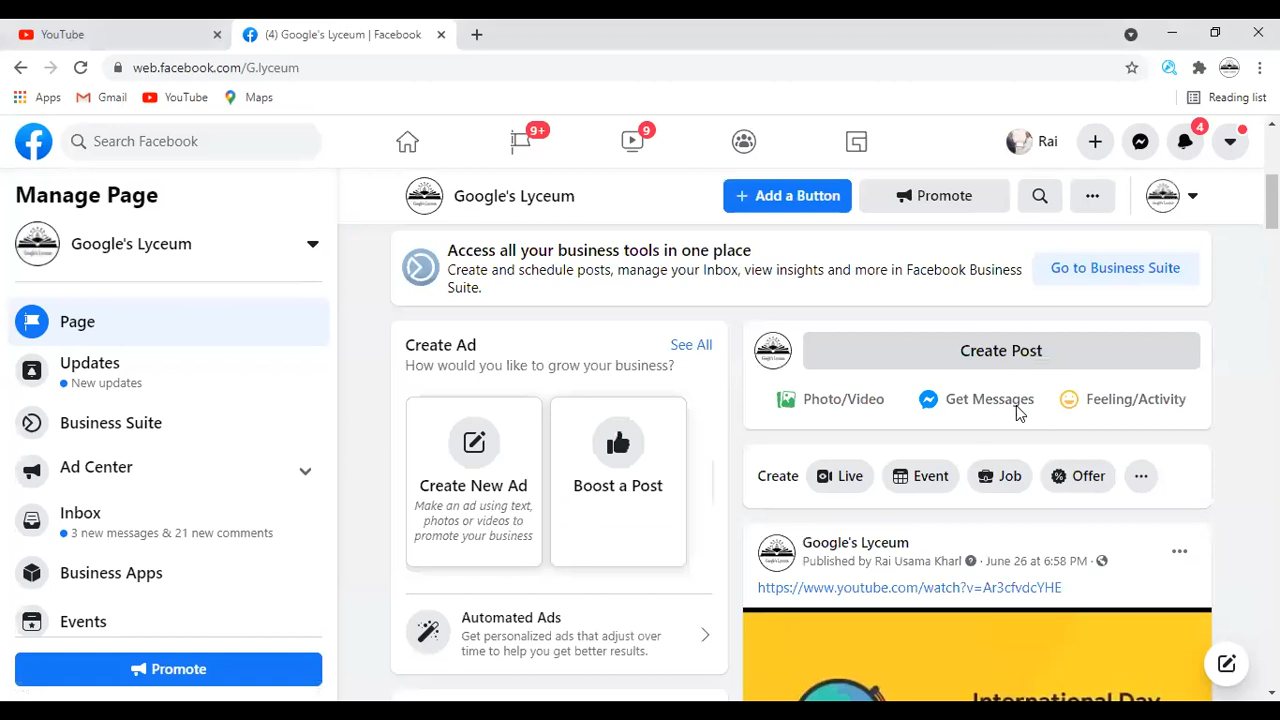 YouTube
(4) Google's Lyceum | Facebook
web.facebook.com/G.lyceum
Apps
Gmail
YouTube
Maps
Reading list
Search Facebook
9+
9
Rai
4
Manage Page
Google's Lyceum
Page
Updates
New updates
Business Suite
Ad Center
Inbox
3 new messages & 21 new comments
Business Apps
Events
Promote
Google's Lyceum
+ Add a Button
Promote
Access all your business tools in one place
Create and schedule posts, manage your Inbox, view insights and more in Facebook Business
Suite.
Go to Business Suite
Create Ad
See All
How would you like to grow your business?
Create New Ad
Make an ad using text,
photos or videos to
promote your business
Boost a Post
Automated Ads
Get personalized ads that adjust over
time to help you get better results.
Create Post
Photo/Video
Get Messages
Feeling/Activity
Create
Live
Event
Job
Offer
Google's Lyceum
Published by Rai Usama Kharl · June 26 at 6:58 PM ·
https://www.youtube.com/watch?v=Ar3cfvdcYHE
International Day